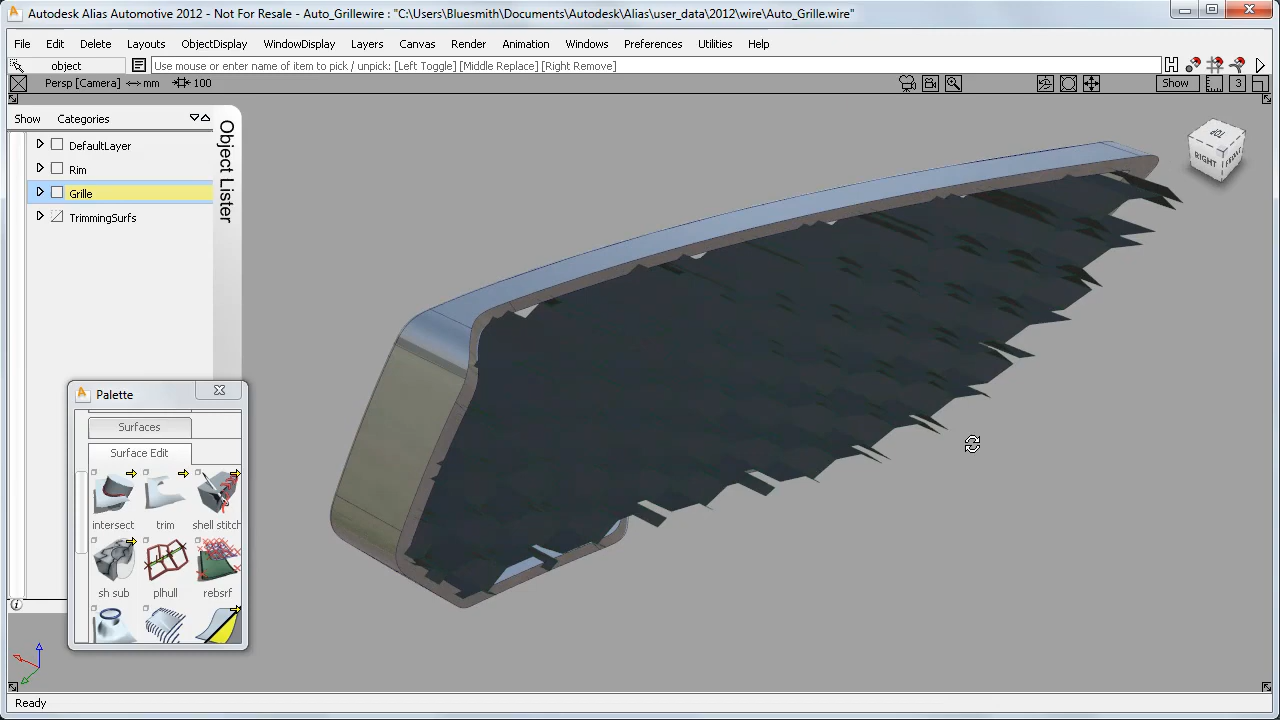 Autodesk Alias Automotive 2012 - Not For Resale - Auto_Grillewire : "C:\Users\Bluesmith\Documents\Autodesk\Alias\user_data\2012\wire\Auto_Grille.wire"
File Edit Delete Layouts ObjectDisplay WindowDisplay Layers Canvas Render Animation Windows Preferences Utilities Help
object Use mouse or enter name of item to pick / unpick: [Left Toggle] [Middle Replace] [Right Remove]
Persp [Camera] mm 100 Show 3
Show Categories
Object Lister
DefaultLayer
Rim
Grille
TrimmingSurfs
TOP
RIGHT
Palette
Surfaces
Surface Edit
intersect trim shell stitch
sh sub plhull rebsrf
Ready